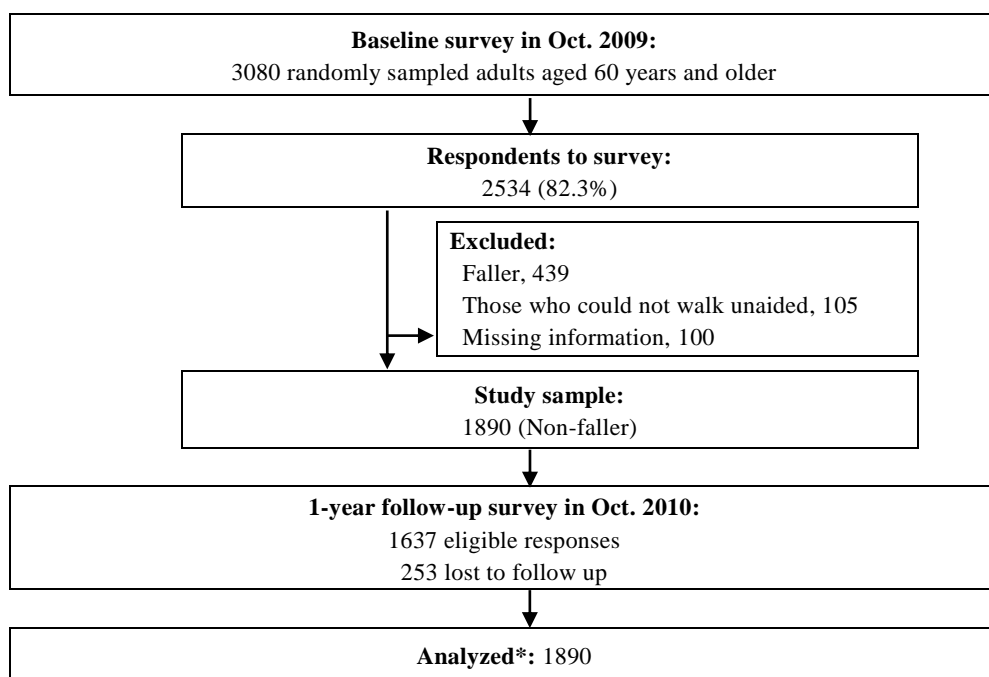 Baseline survey in Oct. 2009:
3080 randomly sampled adults aged 60 years and older
Respondents to survey:
2534 (82.3%)
Excluded:
Faller, 439
Those who could not walk unaided, 105
Missing information, 100
Study sample:
1890 (Non-faller)
1-year follow-up survey in Oct. 2010:
1637 eligible responses
253 lost to follow up
Analyzed*: 1890